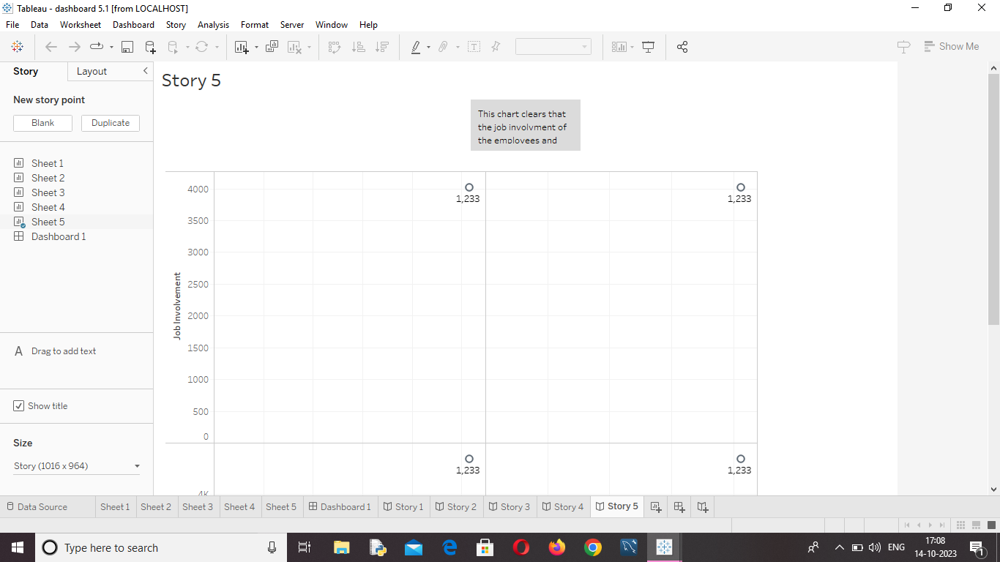 Tableau - dashboard 5.1 [from LOCALHOST]
File Data Worksheet Dashboard Story Analysis Format Server Window Help
Show Me
Story Layout
New story point
Blank Duplicate
Sheet 1
Sheet 2
Sheet 3
Sheet 4
Sheet 5
Dashboard 1
A Drag to add text
Show title
Size
Story (1016 x 964)
Story 5
This chart clears that
the job involvment of
the employees and
4000
1,233 1,233
3500
3000
2500
2000
1500
1000
500
0
Job Involvement
1,233 1,233
4K
Data Source Sheet 1 Sheet 2 Sheet 3 Sheet 4 Sheet 5 Dashboard 1 Story 1 Story 2 Story 3 Story 4 Story 5
Type here to search
ENG
17:08
14-10-2023
1